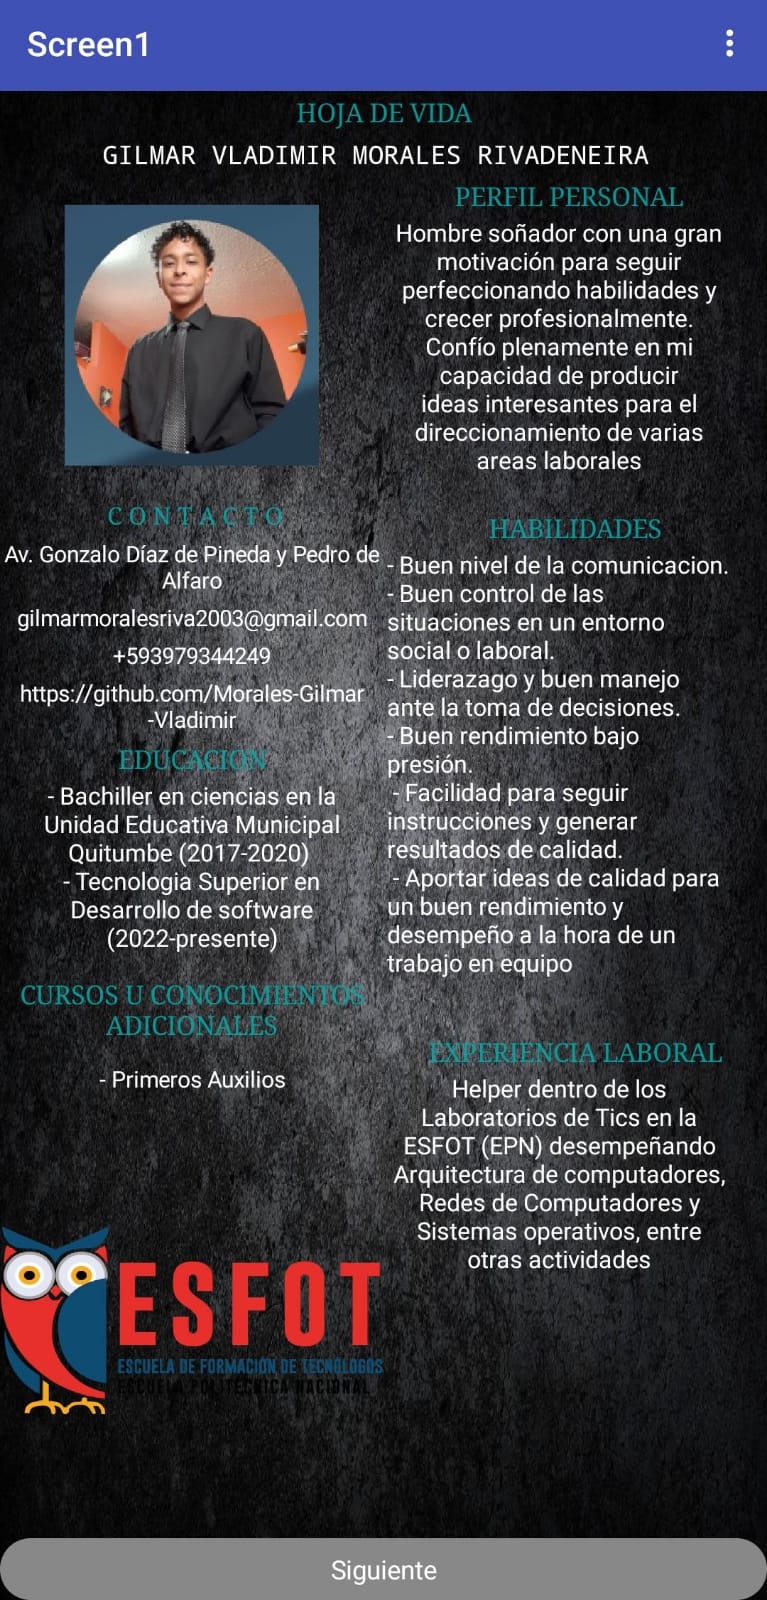 Screen1
HOJA DE VIDA
GILMAR VLADIMIR MORALES RIVADENEIRA
PERFIL PERSONAL
Hombre soñador con una gran
motivación para seguir
perfeccionando habilidades y
crecer profesionalmente.
Confío plenamente en mi
capacidad de producir
ideas interesantes para el
direccionamiento de varias
areas laborales
C O N T A C T O
Av. Gonzalo Díaz de Pineda y Pedro de
Alfaro
gilmarmoralesriva2003@gmail.com
+593979344249
https://github.com/Morales-Gilmar
-Vladimir
EDUCACION
- Bachiller en ciencias en la
Unidad Educativa Municipal
Quitumbe (2017-2020)
- Tecnologia Superior en
Desarrollo de software
(2022-presente)
CURSOS U CONOCIMIENTOS
ADICIONALES
- Primeros Auxilios
HABILIDADES
- Buen nivel de la comunicacion.
- Buen control de las
situaciones en un entorno
social o laboral.
- Liderazago y buen manejo
ante la toma de decisiones.
- Buen rendimiento bajo
presión.
- Facilidad para seguir
instrucciones y generar
resultados de calidad.
- Aportar ideas de calidad para
un buen rendimiento y
desempeño a la hora de un
trabajo en equipo
EXPERIENCIA LABORAL
Helper dentro de los
Laboratorios de Tics en la
ESFOT (EPN) desempeñando
Arquitectura de computadores,
Redes de Computadores y
Sistemas operativos, entre
otras actividades
ESFOT
ESCUELA DE FORMACIÓN DE TECNÓLOGOS
ESCUELA POLITÉCNICA NACIONAL
Siguiente